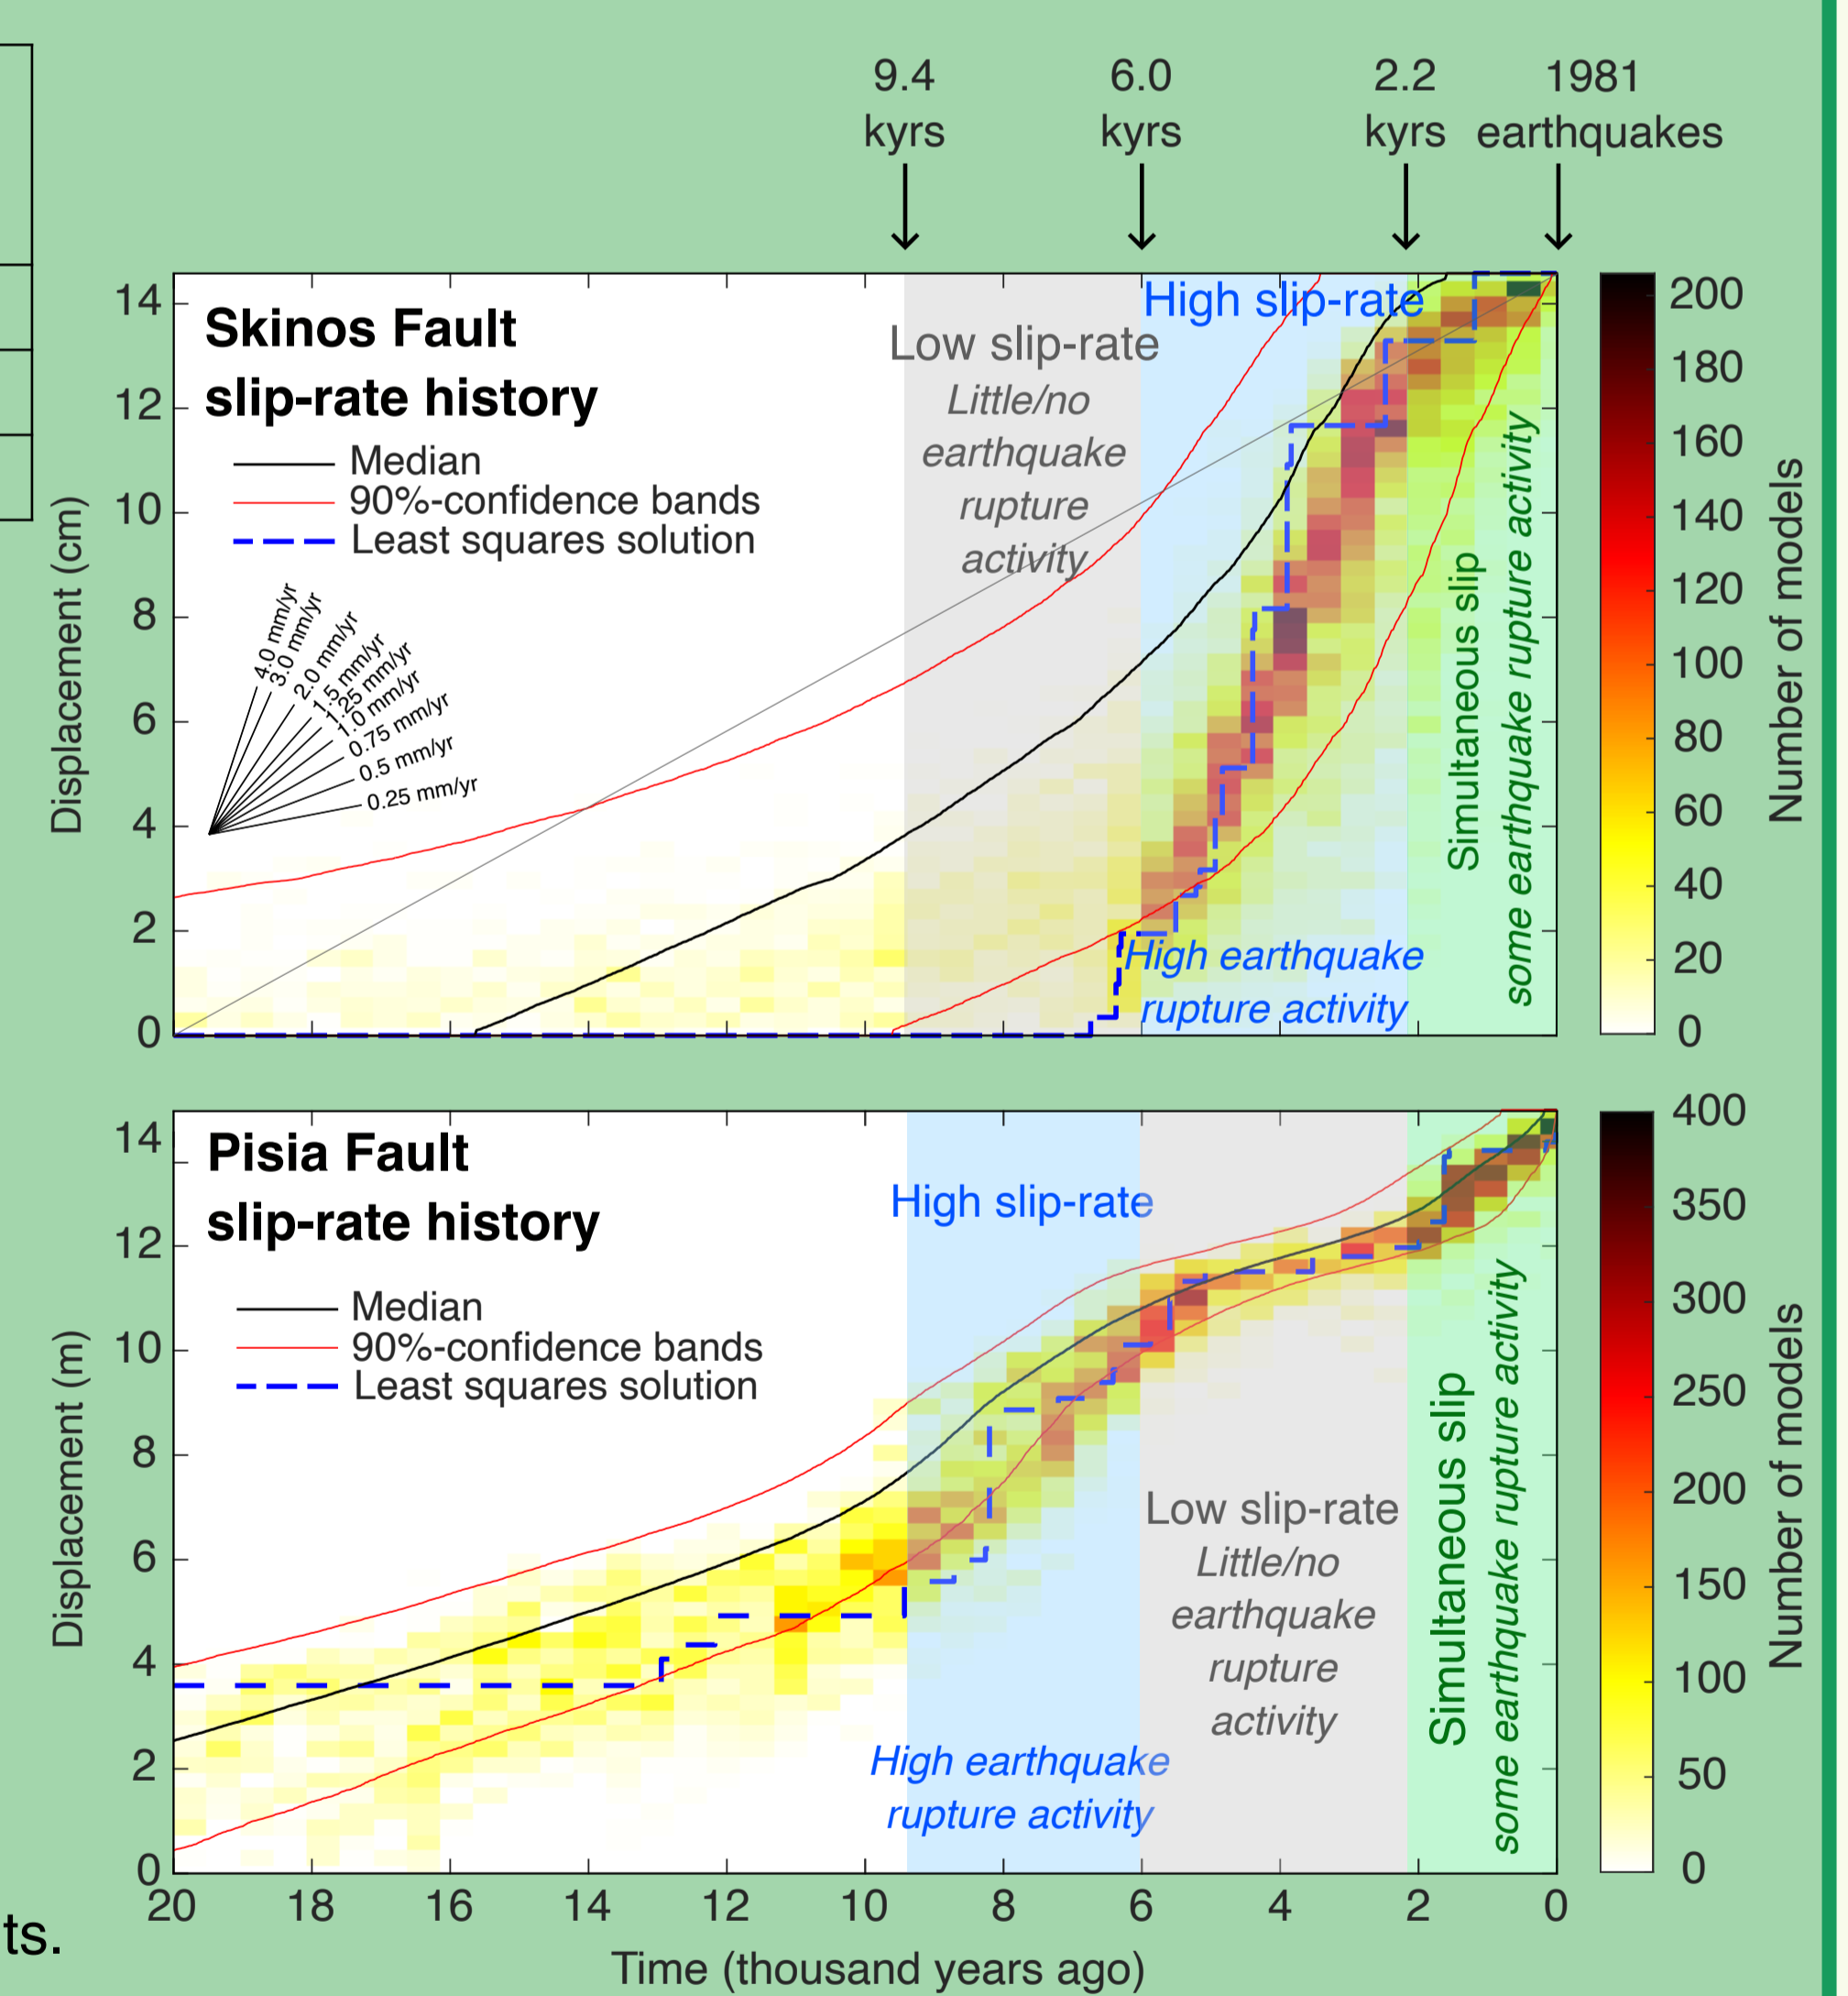 9.4
kyrs
6.0
kyrs
2.2
kyrs
1981
earthquakes
Skinos Fault
slip-rate history
Median
90%-confidence bands
Least squares solution
4.0 mm/yr
3.0 mm/yr
2.0 mm/yr
1.5 mm/yr
1.25 mm/yr
1.0 mm/yr
0.75 mm/yr
0.5 mm/yr
0.25 mm/yr
Displacement (cm)
14
12
10
8
6
4
2
0
Low slip-rate
Little/no
earthquake
rupture
activity
High slip-rate
High earthquake
rupture activity
Simultaneous slip
some earthquake rupture activity
200
180
160
140
120
100
80
60
40
20
0
Number of models
Pisia Fault
slip-rate history
Median
90%-confidence bands
Least squares solution
Displacement (m)
14
12
10
8
6
4
2
0
High slip-rate
High earthquake
rupture activity
Low slip-rate
Little/no
earthquake
rupture
activity
Simultaneous slip
some earthquake rupture activity
400
350
300
250
200
150
100
50
0
Number of models
20 18 16 14 12 10 8 6 4 2 0
Time (thousand years ago)
ts.